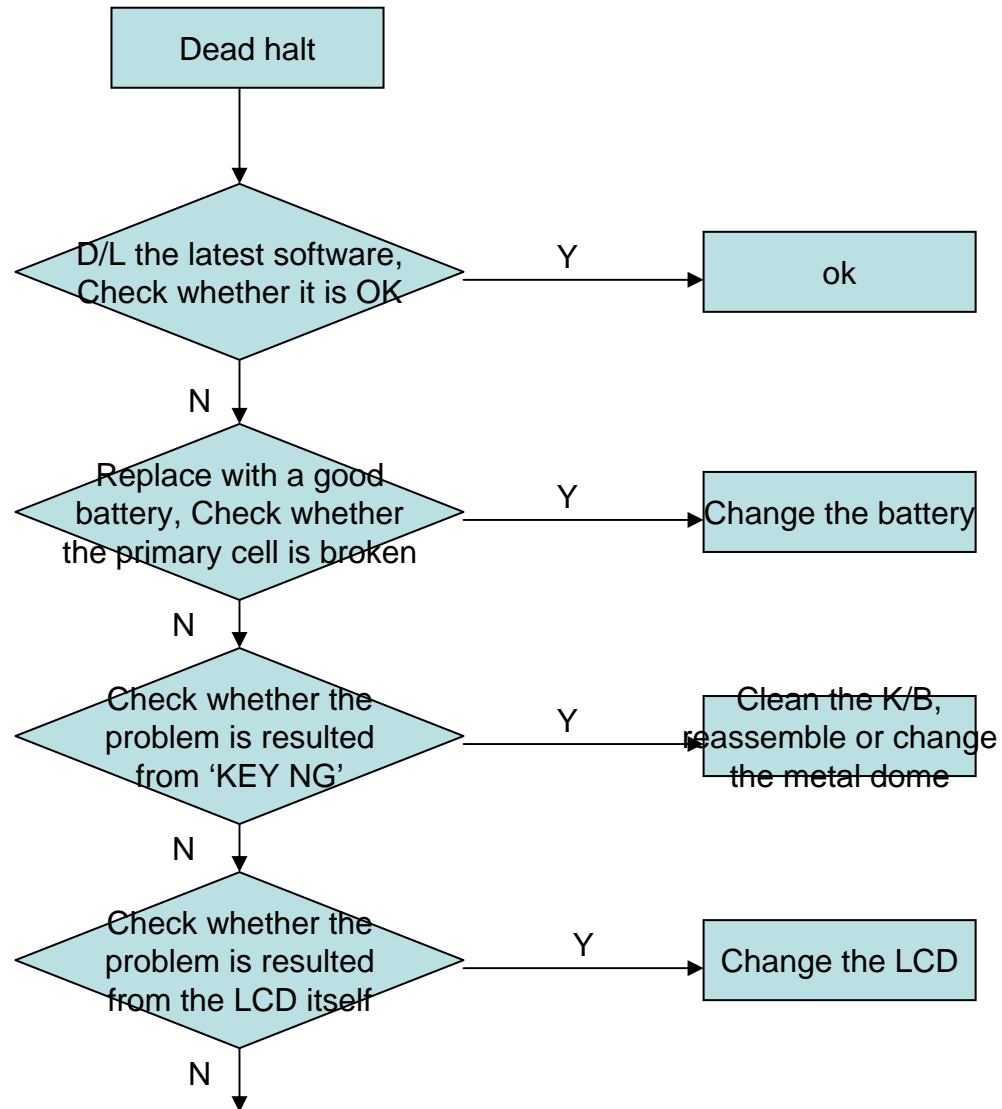 Dead halt
D/L the latest software,
Check whether it is OK
Y
ok
N
Replace with a good
battery, Check whether
the primary cell is broken
Y
Change the battery
N
Check whether the
problem is resulted
from ‘KEY NG’
Y
Clean the K/B,
reassemble or change
the metal dome
N
Check whether the
problem is resulted
from the LCD itself
Y
Change the LCD
N